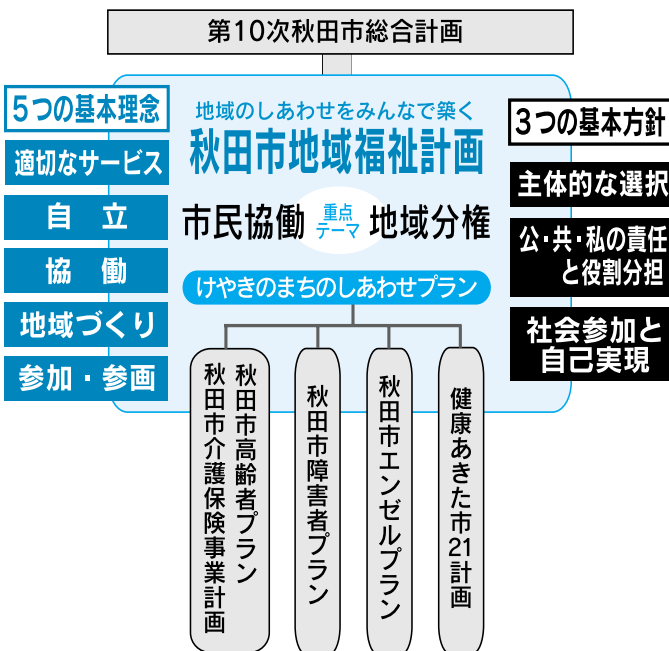 第10次秋田市総合計画
5つの基本理念
適切なサービス
自 立
協 働
地域づくり
参加・参画
地域のしあわせをみんなで築く
秋田市地域福祉計画
市民協働
重点
テーマ
地域分権
けやきのまちのしあわせプラン
3つの基本方針
主体的な選択
公・共・私の責任
と役割分担
社会参加と
自己実現
秋田市高齢者プラン
秋田市介護保険事業計画
秋田市障害者プラン
秋田市エンゼルプラン
健康あきた市21計画